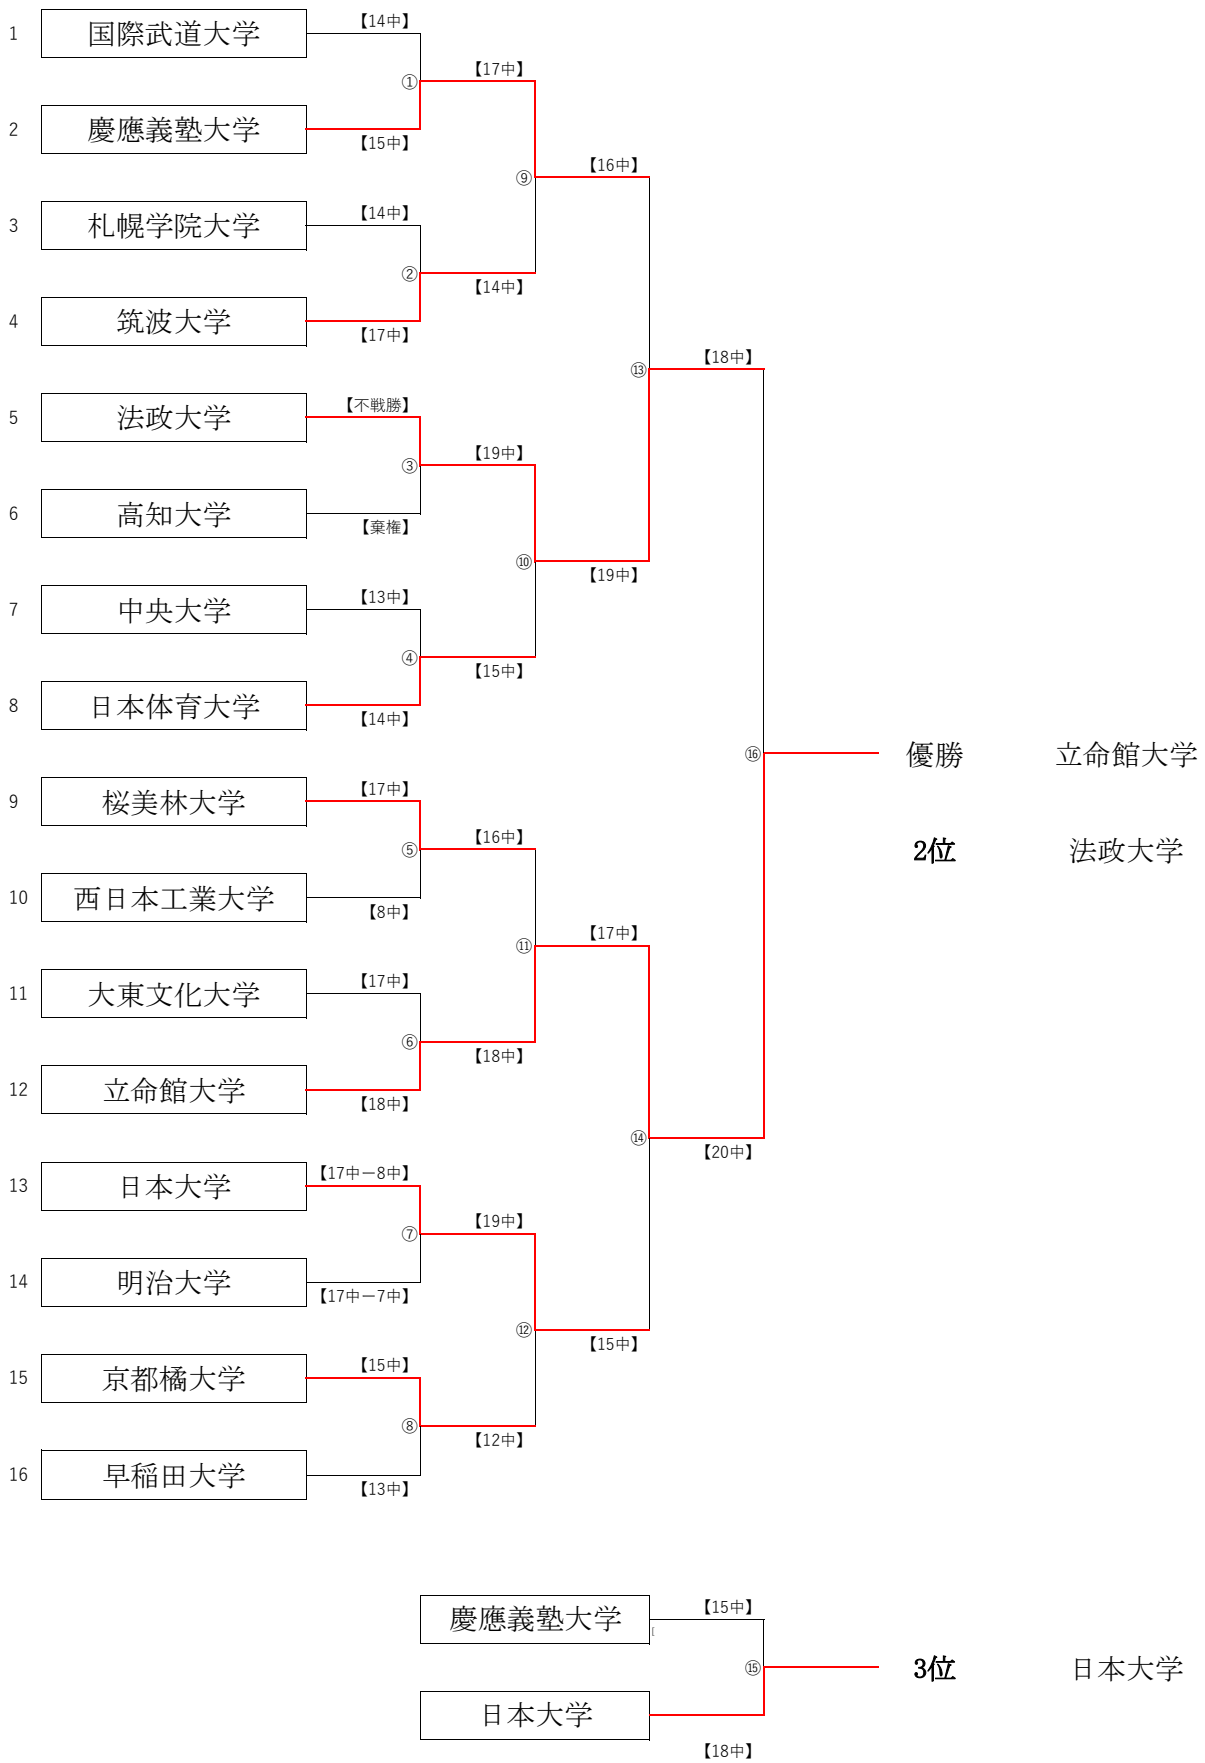 【14中】
1 国際武道大学
【17中】
①
2 慶應義塾大学
【15中】
【16中】
⑨
3 札幌学院大学
【14中】
②
【14中】
4 筑波大学
【17中】
【18中】
⑬
【不戦勝】
5 法政大学
【19中】
③
6 高知大学
【棄権】
⑩
【19中】
【13中】
7 中央大学
④
【15中】
8 日本体育大学
【14中】
⑯ 優勝 立命館大学
【17中】
9 桜美林大学
【16中】
⑤
2位 法政大学
10 西日本工業大学
【8中】
【17中】
⑪
【17中】
11 大東文化大学
⑥
【18中】
12 立命館大学
【18中】
⑭
【20中】
【17中ー8中】
13 日本大学
【19中】
⑦
14 明治大学
【17中ー7中】
⑫
【15中】
【15中】
15 京都橘大学
⑧
【12中】
16 早稲田大学
【13中】
【15中】
慶應義塾大学
⑮ 3位 日本大学
日本大学
【18中】